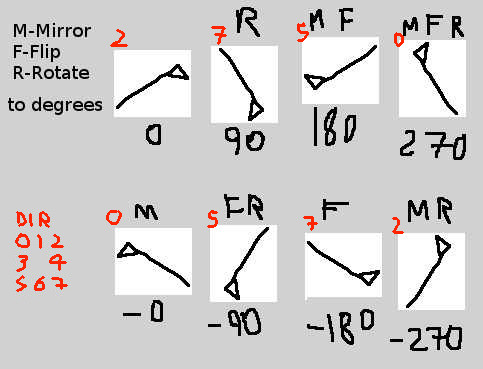 M-Mirror
F-Flip
R-Rotate
to degrees
2
0
7 R
90
5 M F
180
0 M F R
270
DIR
0 1 2
3 4
5 6 7
0 M
-0
5 F R
-90
7 F
-180
2 M R
-270